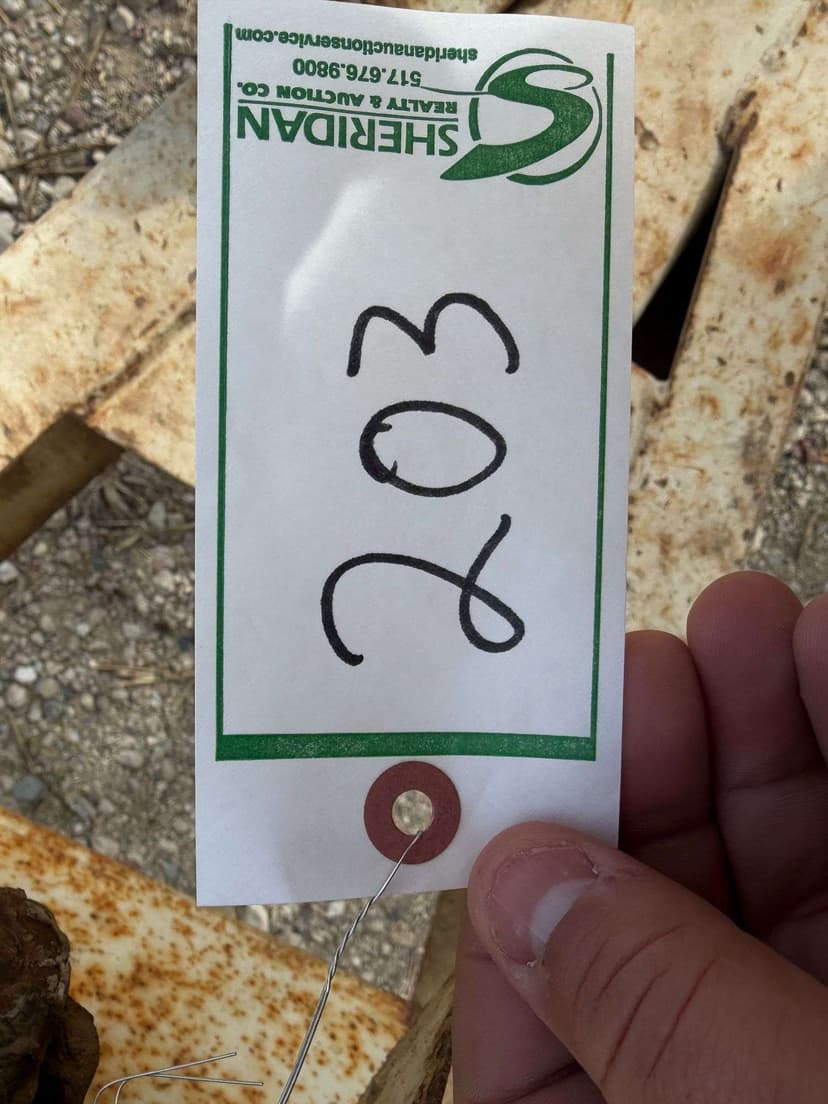 SHERIDAN
REALTY & AUCTION CO.
517.676.9800
sheridanauctionservice.com
203